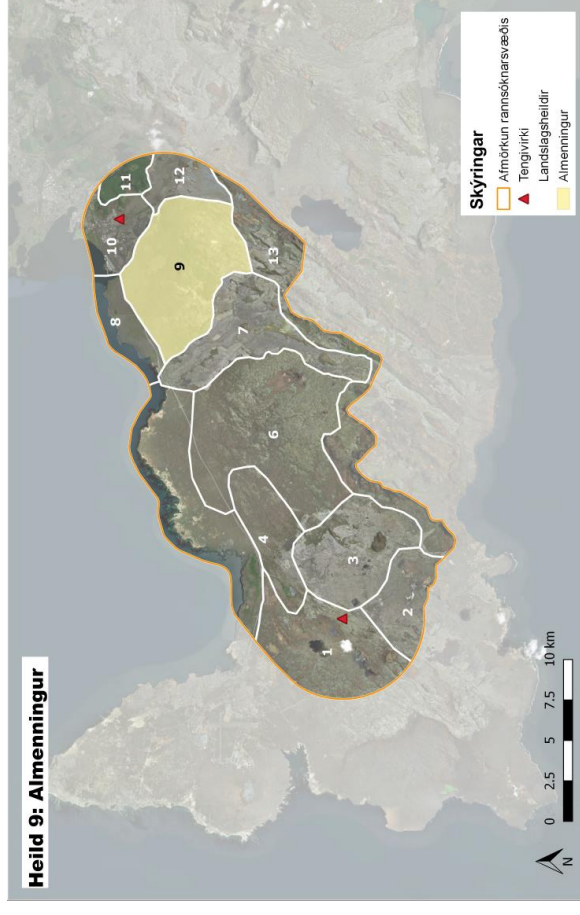 Heild 9: Almenningur
8
10
11
12
9
13
7
6
4
3
1
2
Skýringar
Afmörkun rannsóknarsvæðis
Tengivirki
Landslagsheildir
Almenningur
N
0 2.5 5 7.5 10 km